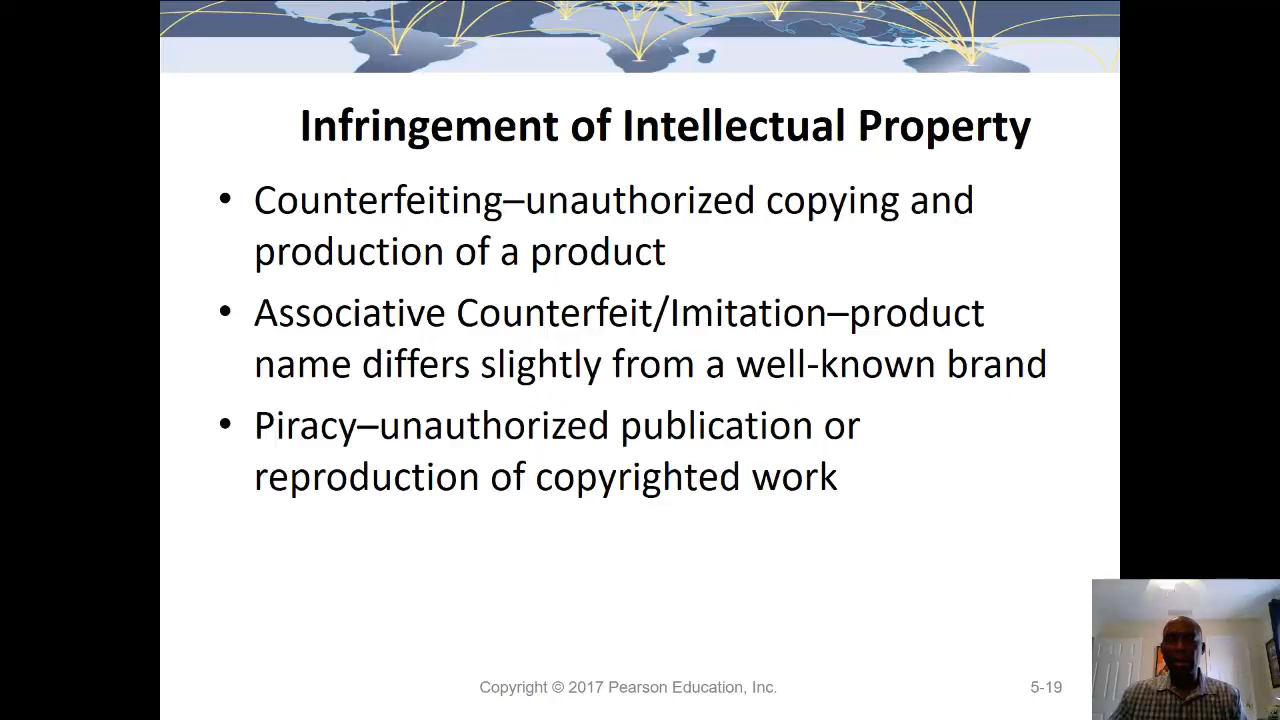 Infringement of Intellectual Property
• Counterfeiting–unauthorized copying and
production of a product
• Associative Counterfeit/Imitation–product
name differs slightly from a well-known brand
• Piracy–unauthorized publication or
reproduction of copyrighted work
Copyright © 2017 Pearson Education, Inc.
5-19